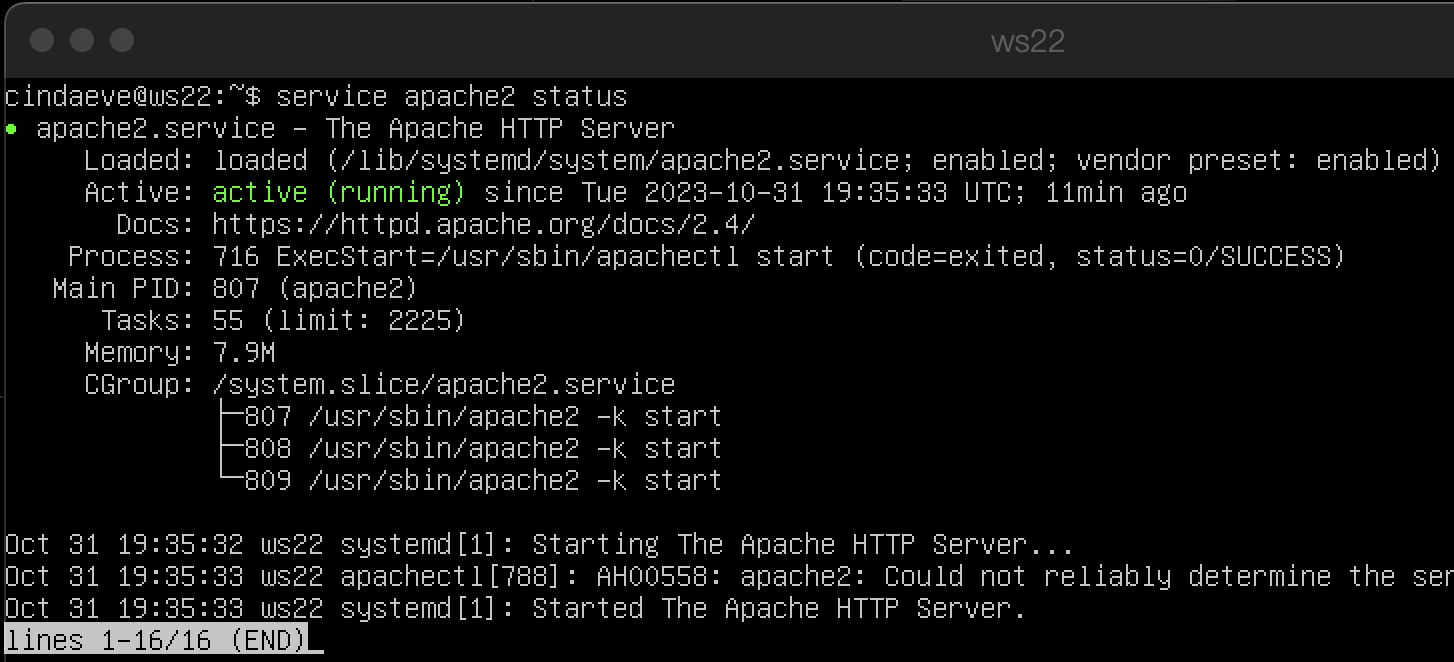 ws22
cindaeve@ws22:~$ service apache2 status
● apache2.service - The Apache HTTP Server
     Loaded: loaded (/lib/systemd/system/apache2.service; enabled; vendor preset: enabled)
     Active: active (running) since Tue 2023-10-31 19:35:33 UTC; 11min ago
       Docs: https://httpd.apache.org/docs/2.4/
    Process: 716 ExecStart=/usr/sbin/apachectl start (code=exited, status=0/SUCCESS)
   Main PID: 807 (apache2)
      Tasks: 55 (limit: 2225)
     Memory: 7.9M
     CGroup: /system.slice/apache2.service
             ├─807 /usr/sbin/apache2 -k start
             ├─808 /usr/sbin/apache2 -k start
             └─809 /usr/sbin/apache2 -k start
Oct 31 19:35:32 ws22 systemd[1]: Starting The Apache HTTP Server...
Oct 31 19:35:33 ws22 apachectl[788]: AH00558: apache2: Could not reliably determine the ser
Oct 31 19:35:33 ws22 systemd[1]: Started The Apache HTTP Server.
lines 1-16/16 (END)